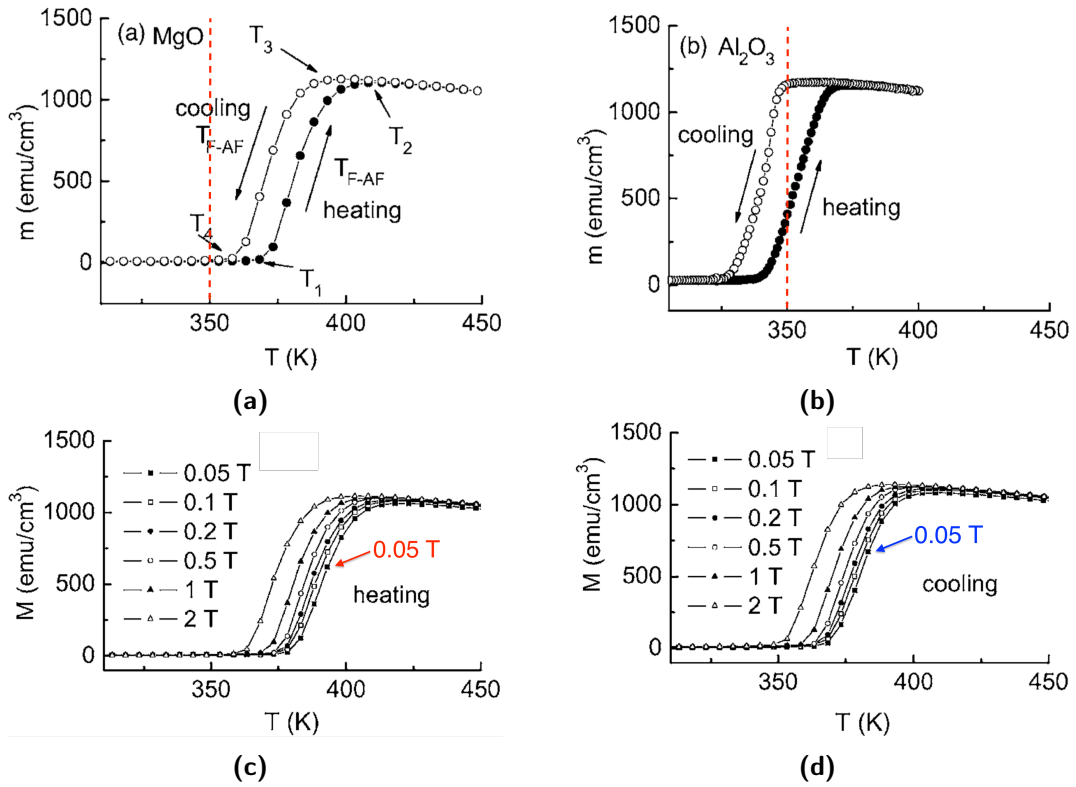 1500
1000
500
0
m (emu/cm³)
(a) MgO
T₃
cooling
T_F-AF
T₂
T_F-AF
heating
T₄
T₁
350 400 450
T (K)
(a)
1500
1000
500
0
m (emu/cm³)
(b) Al₂O₃
cooling
heating
350 400 450
T (K)
(b)
1500
1000
500
0
M (emu/cm³)
0.05 T
0.1 T
0.2 T
0.5 T
1 T
2 T
0.05 T
heating
350 400 450
T (K)
(c)
1500
1000
500
0
M (emu/cm³)
0.05 T
0.1 T
0.2 T
0.5 T
1 T
2 T
0.05 T
cooling
350 400 450
T (K)
(d)